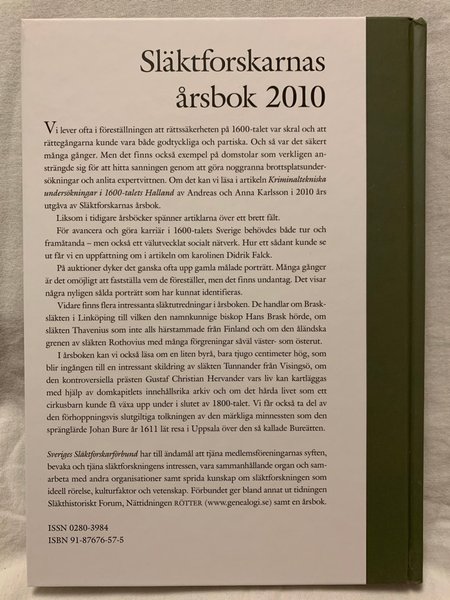 Släktforskarnas
årsbok 2010
Vi lever ofta i föreställningen att rättssäkerheten på 1600-talet var skral och att
rättegångarna kunde vara både godtyckliga och partiska. Och så var det säkert
många gånger. Men det finns också exempel på domstolar som verkligen an-
strängde sig för att hitta sanningen genom att göra noggranna brottsplatsunder-
sökningar och anlita expertvittnen. Om det kan vi läsa i artikeln Kriminaltekniska
undersökningar i 1600-talets Halland av Andreas och Anna Karlsson i 2010 års
utgåva av Släktforskarnas årsbok.
Liksom i tidigare årsböcker spänner artiklarna över ett brett fält.
För avancera och göra karriär i 1600-talets Sverige behövdes både tur och
framåtanda – men också ett välutvecklat socialt nätverk. Hur ett sådant kunde se
ut får vi en uppfattning om i artikeln om karolinen Didrik Falck.
På auktioner dyker det ganska ofta upp gamla målade porträtt. Många gånger är
det omöjligt att fastställa vem de föreställer, men det finns undantag. Det visar
några nyligen sålda porträtt som har kunnat identifieras.
Vidare finns flera intressanta släktutredningar i årsboken. De handlar om Brask-
släkten i Linköping till vilken den namnkunnige biskop Hans Brask hörde, om
släkten Thavenius som inte alls härstammade från Finland och om den åländska
grenen av släkten Rothovius med många förgreningar såväl väster- som österut.
I årsboken kan vi också läsa om en liten byrå, bara tjugo centimeter hög, som
blir ingången till en intressant skildring av släkten Tunnander från Visingsö, om
den kontroversiella prästen Gustaf Christian Hervander vars liv kan kartläggas
med hjälp av domkapitlets innehållsrika arkiv och om det hårda livet som ett
cirkusbarn kunde få växa upp under i slutet av 1800-talet. Vi får också ta del av
den förhoppningsvis slutgiltiga tolkningen av den märkliga minnessten som den
språnglärde Johan Bure år 1611 lät resa i Uppsala över den så kallade Bureätten.
Sveriges Släktforskarförbund har till ändamål att tjäna medlemsföreningarnas syften,
bevaka och tjäna släktforskningens intressen, vara sammanhållande organ och sam-
arbeta med andra organisationer samt sprida kunskap om släktforskningen som
ideell rörelse, kulturfaktor och vetenskap. Förbundet ger bland annat ut tidningen
Släkthistoriskt Forum, Nättidningen RÖTTER (www.genealogi.se) samt en årsbok.
ISSN 0280-3984
ISBN 91-87676-57-5